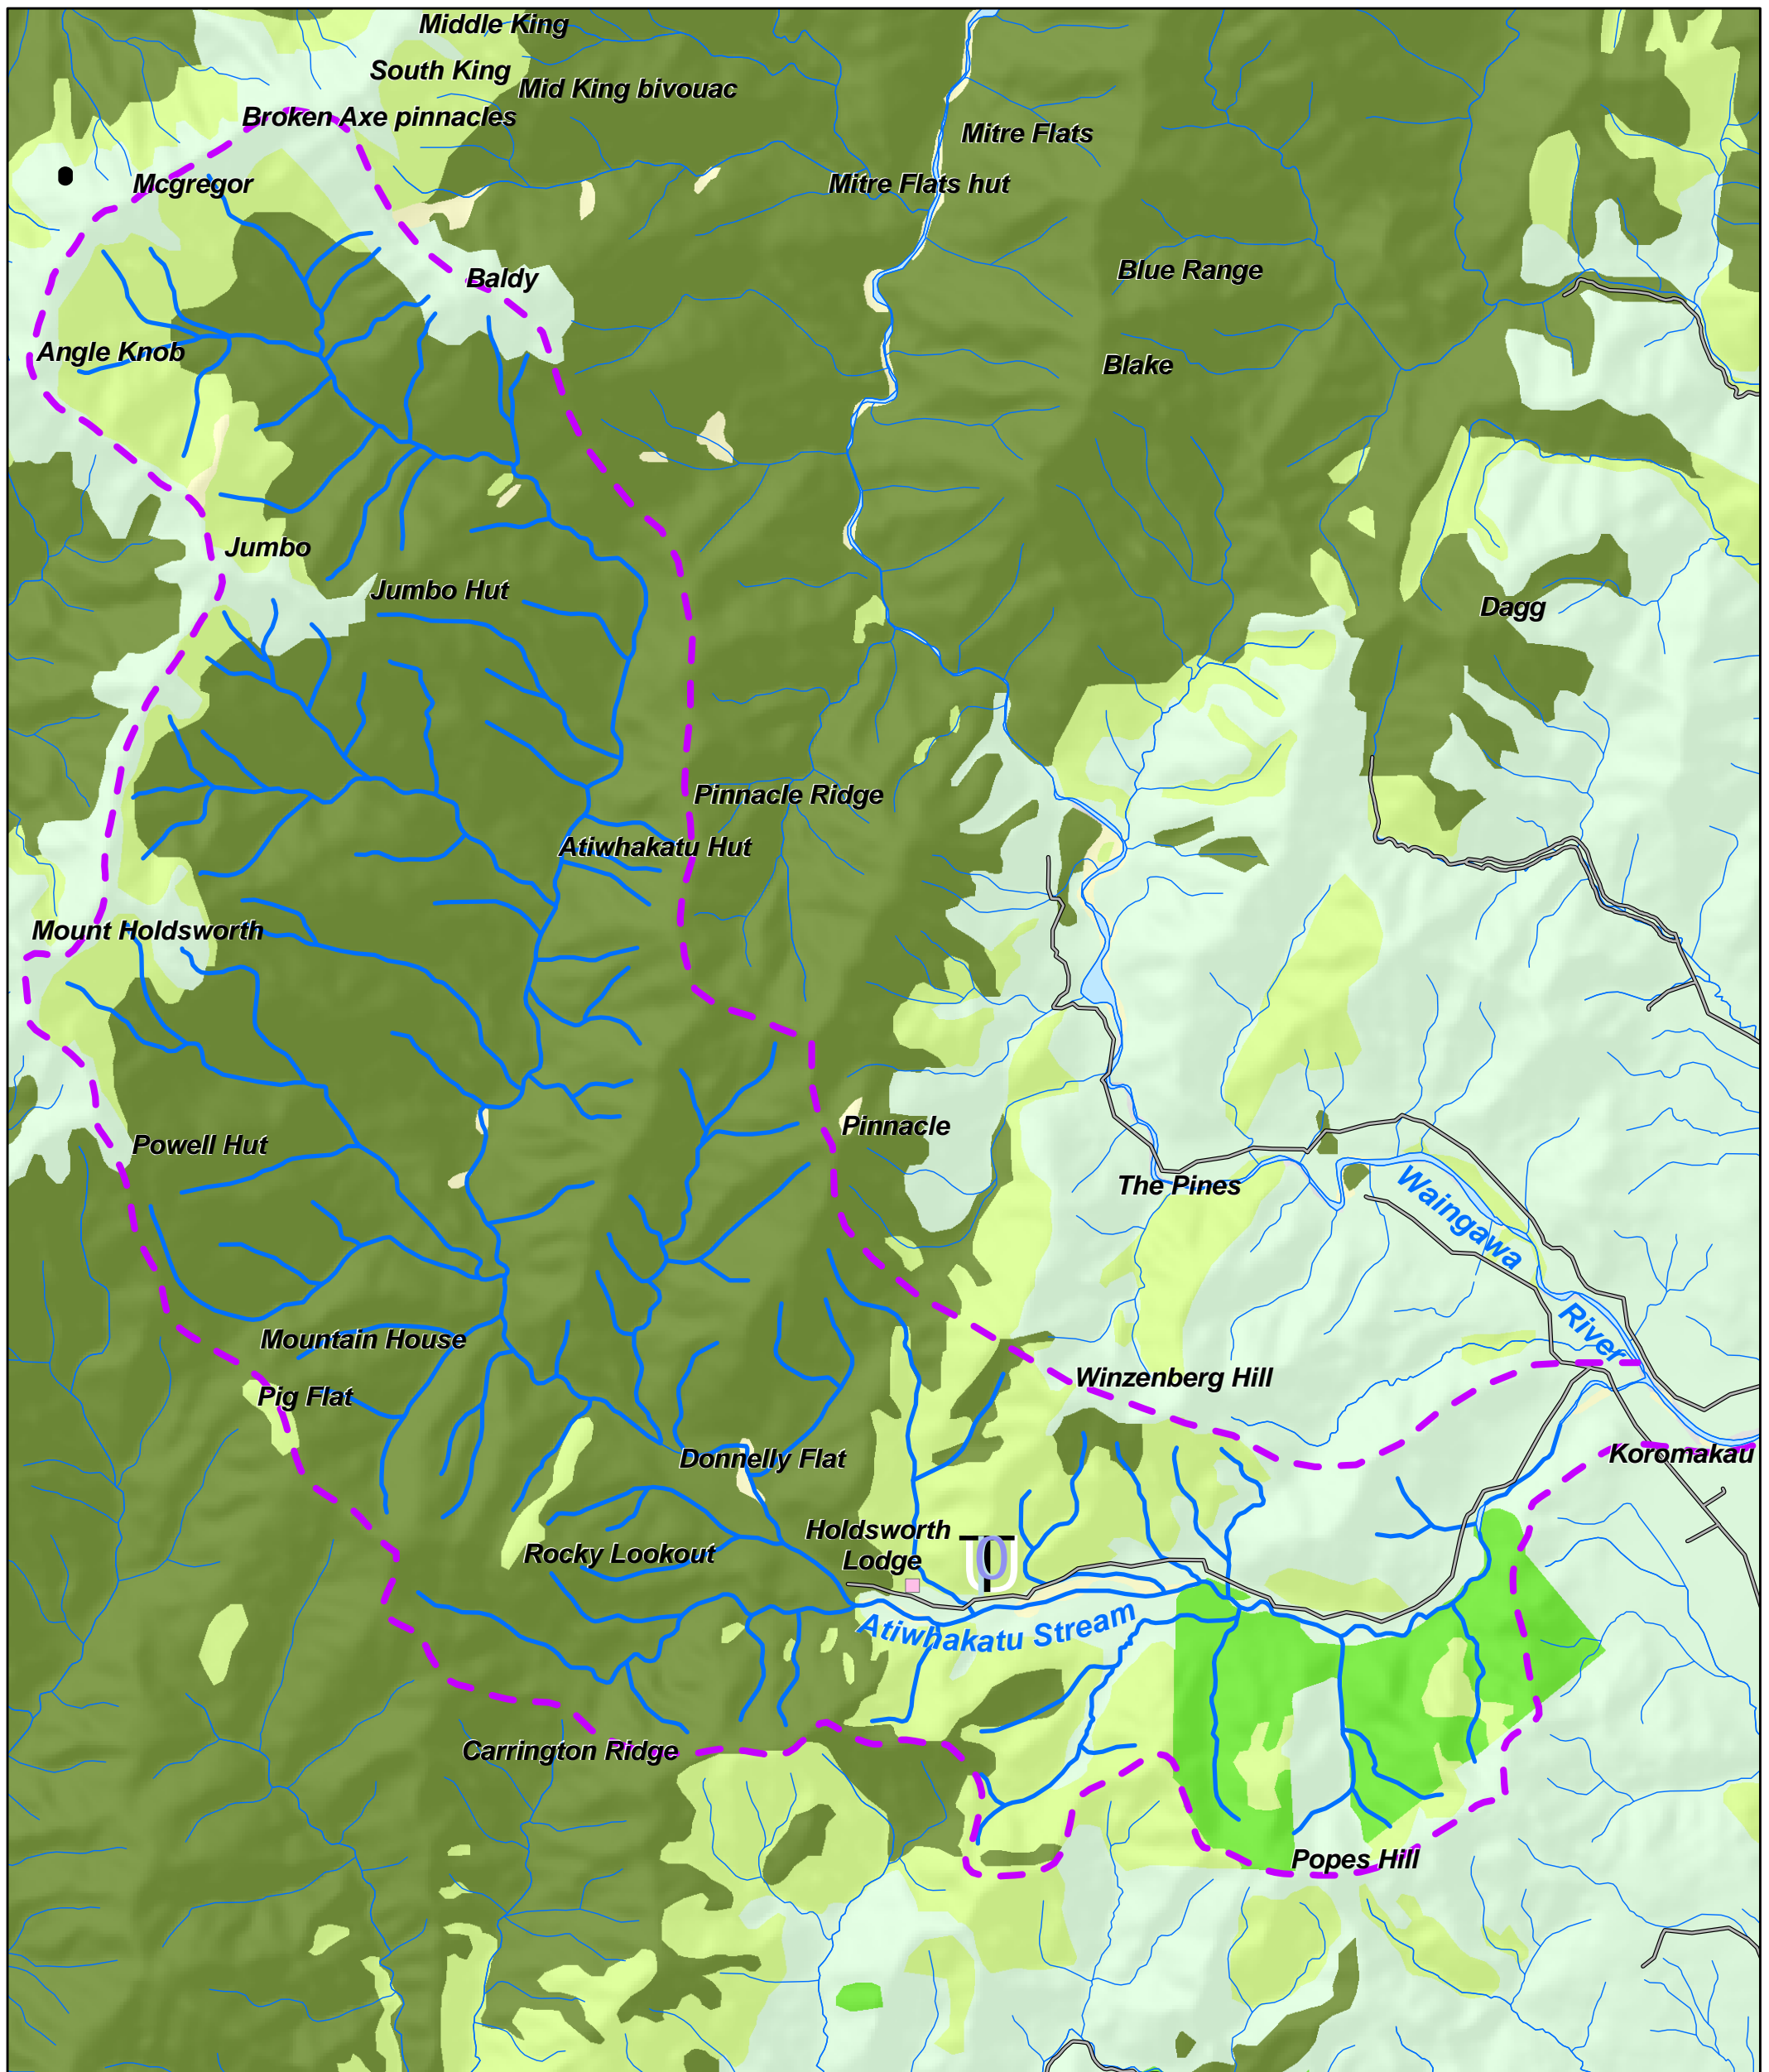 Middle King
South King
Mid King bivouac
Broken Axe pinnacles
Mitre Flats
Mcgregor
Mitre Flats hut
Baldy
Blue Range
Angle Knob
Blake
Jumbo
Jumbo Hut
Dagg
Pinnacle Ridge
Atiwhakatu Hut
Mount Holdsworth
Pinnacle
Powell Hut
The Pines
Waingawa
River
Mountain House
Winzenberg Hill
Pig Flat
Donnelly Flat
Koromakau
Holdsworth
Lodge
Rocky Lookout
Atiwhakatu Stream
Carrington Ridge
Popes Hill